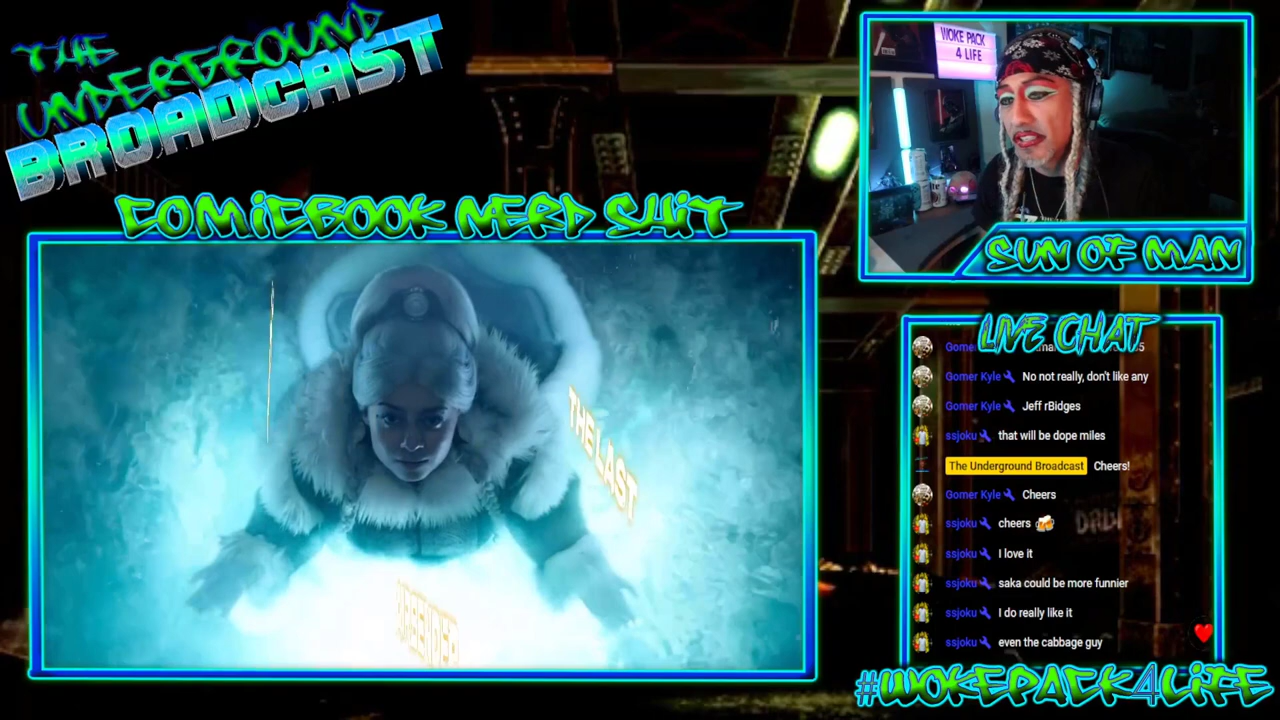 THE
UNDERGROUND
BROADCAST
WOKE PACK
4 LIFE
COMICBOOK NERD SHIT
SUN OF MAN
LIVE CHAT
Gomer Kyle No not really, don't like any
Gomer Kyle Jeff rBidges
ssjoku that will be dope miles
The Underground Broadcast Cheers!
Gomer Kyle Cheers
ssjoku cheers 🍻
ssjoku I love it
ssjoku saka could be more funnier
ssjoku I do really like it
ssjoku even the cabbage guy
THE LAST
AIRBENDER
#WOKEPACK4LIFE